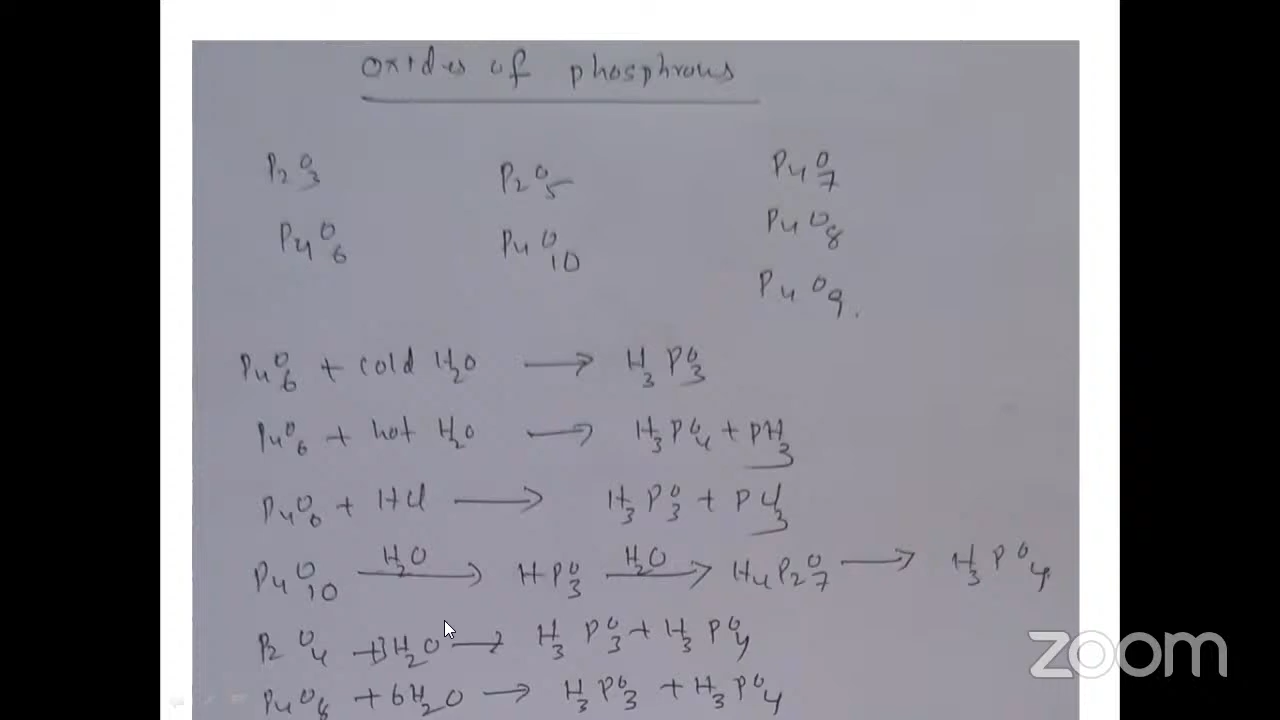 oxides of phosphrous
P2O3 P2O5 P4O7
P4O6 P4O10 P4O8
P4O9.
P4O6 + cold H2O → H3PO3
P4O6 + hot H2O → H3PO4 + PH3
P4O6 + HCl → H3PO3 + PCl3
P4O10 H2O → HPO3 H2O → H4P2O7 → H3PO4
P2O4 + 3H2O → H3PO3 + H3PO4
P4O8 + 6H2O → H3PO3 + H3PO4
zoom